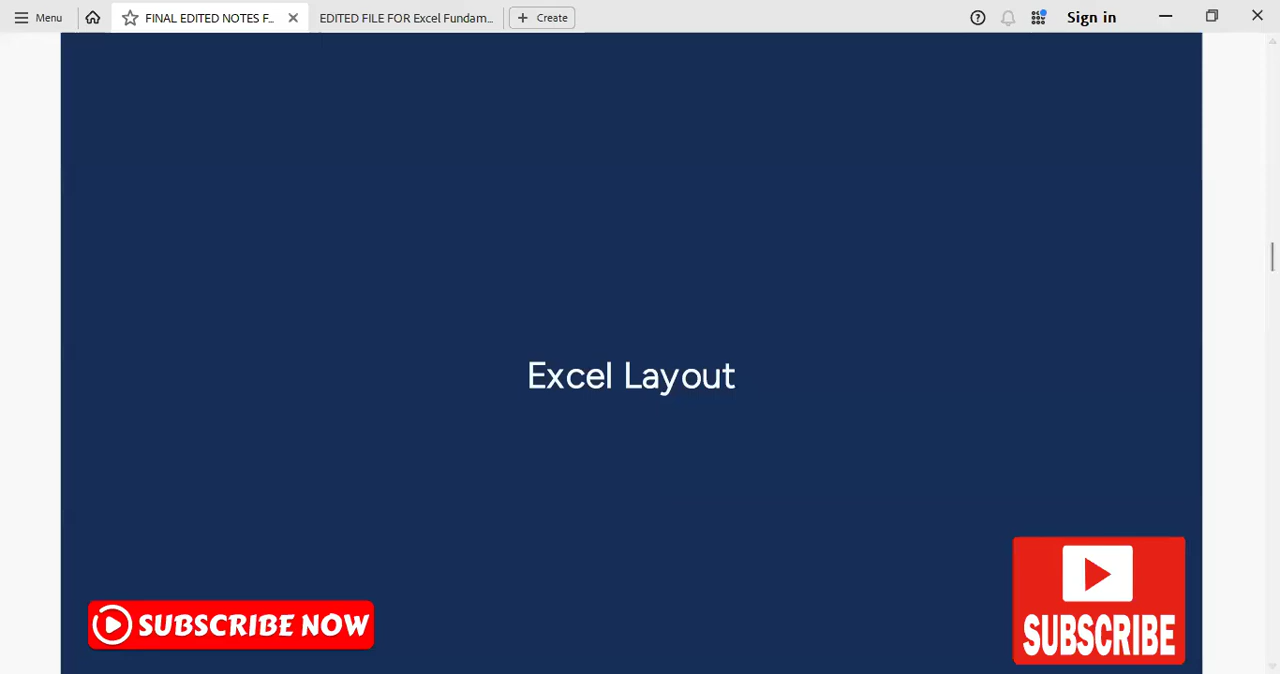 Menu
FINAL EDITED NOTES F...
EDITED FILE FOR Excel Fundam...
Create
Sign in
Excel Layout
SUBSCRIBE NOW
SUBSCRIBE